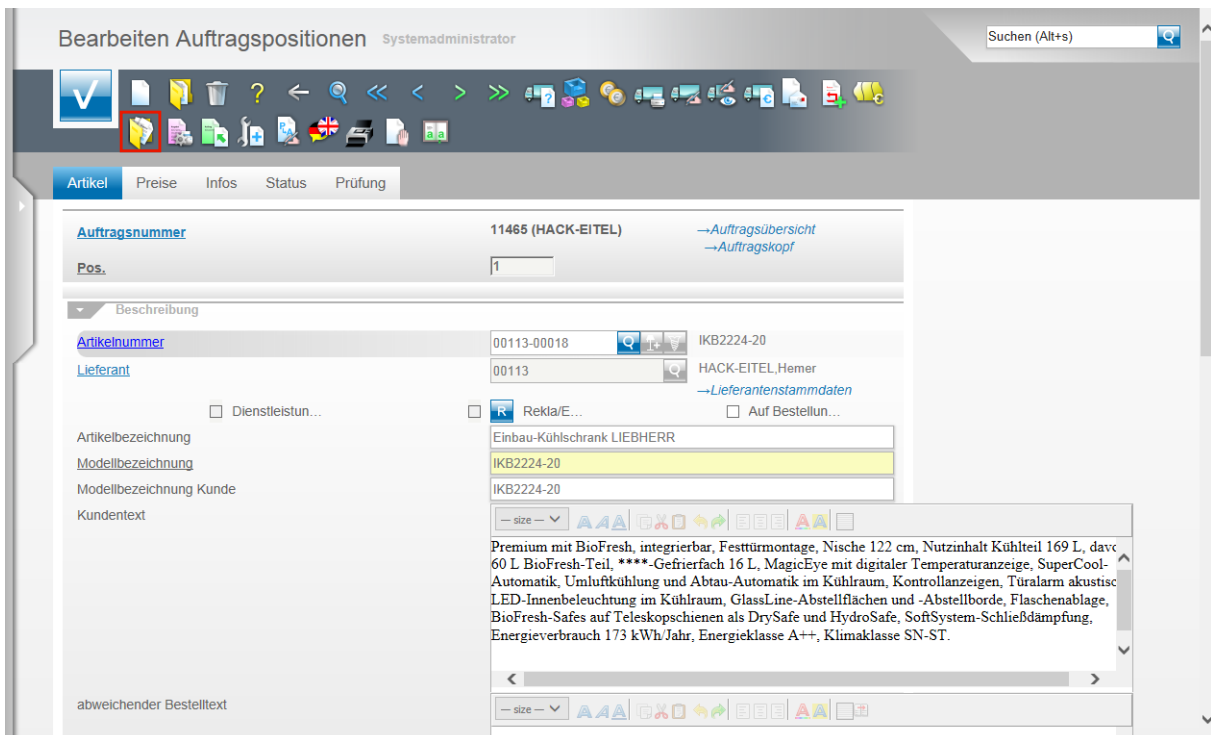 Bearbeiten Auftragspositionen Systemadministrator
Suchen (Alt+s)
Artikel Preise Infos Status Prüfung
Auftragsnummer 11465 (HACK-EITEL) →Auftragsübersicht
→Auftragskopf
Pos. 1
Beschreibung
Artikelnummer 00113-00018 IKB2224-20
Lieferant 00113 HACK-EITEL,Hemer
→Lieferantenstammdaten
Dienstleistun... R Rekla/E... Auf Bestellun...
Artikelbezeichnung Einbau-Kühlschrank LIEBHERR
Modellbezeichnung IKB2224-20
Modellbezeichnung Kunde IKB2224-20
Kundentext — size —
Premium mit BioFresh, integrierbar, Festtürmontage, Nische 122 cm, Nutzinhalt Kühlteil 169 L, davo
60 L BioFresh-Teil, ****-Gefrierfach 16 L, MagicEye mit digitaler Temperaturanzeige, SuperCool-
Automatik, Umluftkühlung und Abtau-Automatik im Kühlraum, Kontrollanzeigen, Türalarm akustisc
LED-Innenbeleuchtung im Kühlraum, GlassLine-Abstellflächen und -Abstellborde, Flaschenablage,
BioFresh-Safes auf Teleskopschienen als DrySafe und HydroSafe, SoftSystem-Schließdämpfung,
Energieverbrauch 173 kWh/Jahr, Energieklasse A++, Klimaklasse SN-ST.
abweichender Bestelltext — size —